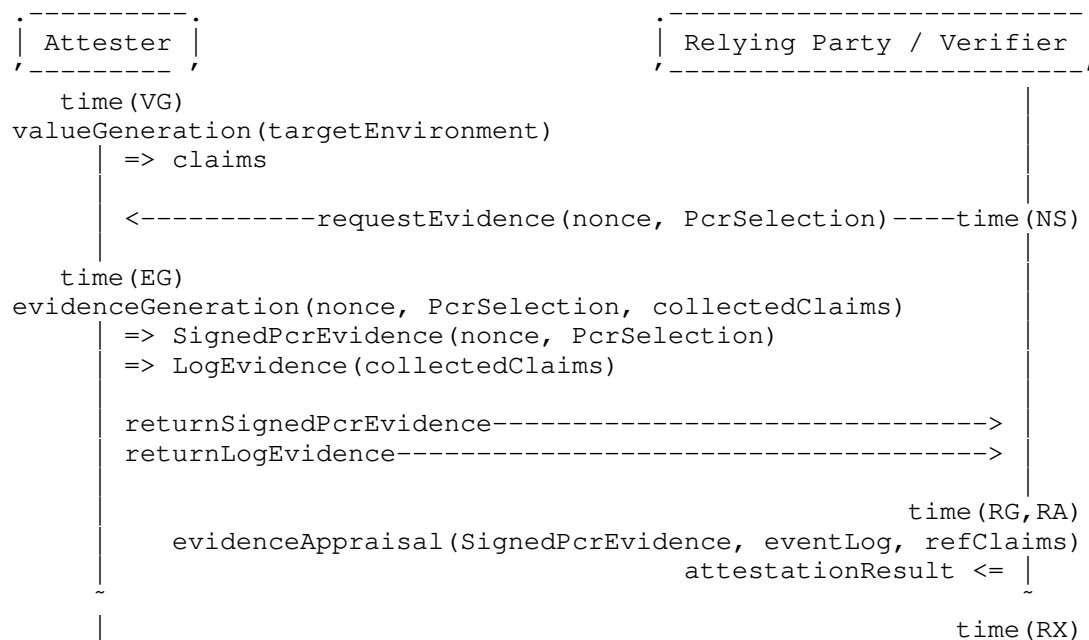 .----------.                            .--------------------------
| Attester |                            | Relying Party / Verifier
'--------- '                            '--------------------------'
time(VG)
valueGeneration(targetEnvironment)
=> claims
<-----------requestEvidence(nonce, PcrSelection)----time(NS)
time(EG)
evidenceGeneration(nonce, PcrSelection, collectedClaims)
=> SignedPcrEvidence(nonce, PcrSelection)
=> LogEvidence(collectedClaims)
returnSignedPcrEvidence------------------------------->
returnLogEvidence------------------------------------->
time(RG,RA)
evidenceAppraisal(SignedPcrEvidence, eventLog, refClaims)
attestationResult <=
~ ~
time(RX)